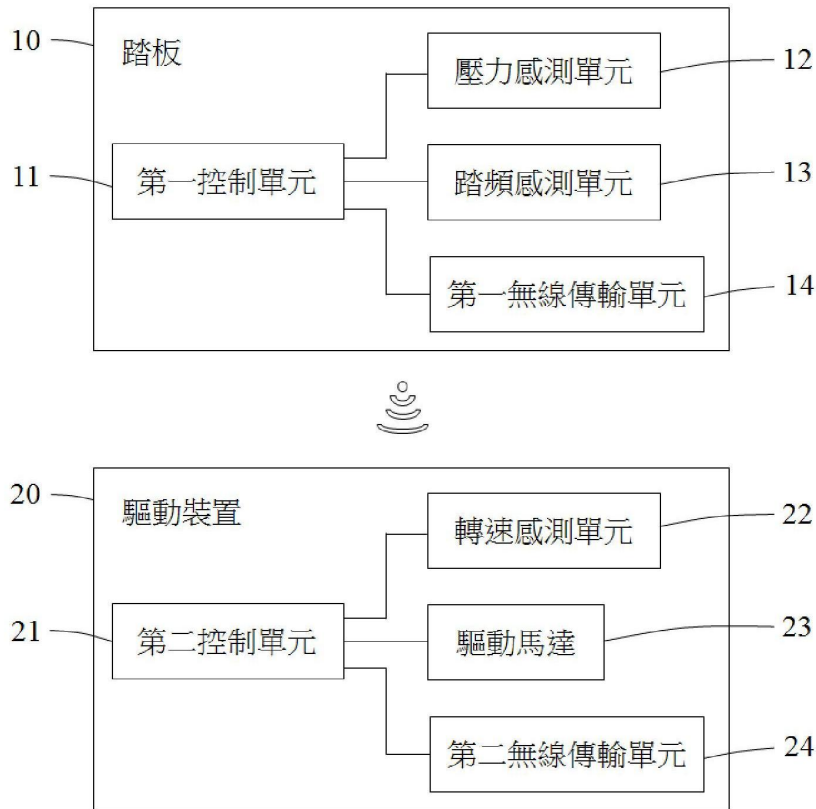 10
踏板
壓力感測單元
12
11
第一控制單元
踏頻感測單元
13
第一無線傳輸單元
14
20
驅動裝置
轉速感測單元
22
21
第二控制單元
驅動馬達
23
第二無線傳輸單元
24